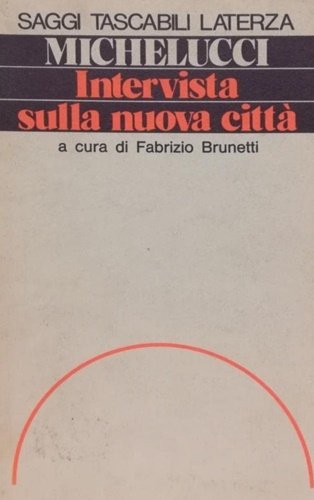 SAGGI TASCABILI LATERZA
MICHELUCCI
Intervista
sulla nuova città
a cura di Fabrizio Brunetti